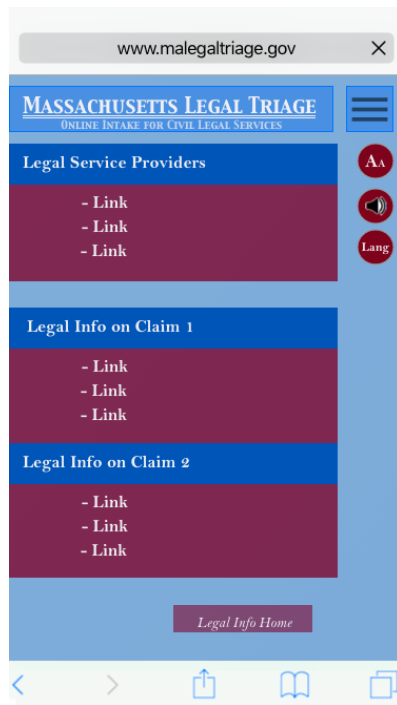 www.malegaltriage.gov
MASSACHUSETTS LEGAL TRIAGE
ONLINE INTAKE FOR CIVIL LEGAL SERVICES
Legal Service Providers
AA
- Link
- Link
- Link
Lang
Legal Info on Claim 1
- Link
- Link
- Link
Legal Info on Claim 2
- Link
- Link
- Link
Legal Info Home